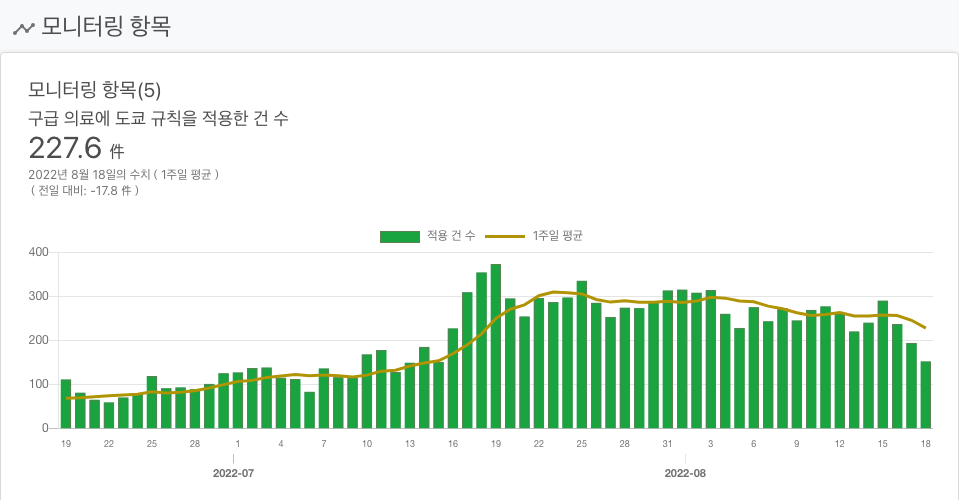 모니터링 항목
모니터링 항목(5)
구급 의료에 도쿄 규칙을 적용한 건 수
227.6 件
2022년 8월 18일의 수치 ( 1주일 평균 )
( 전일 대비: -17.8 件 )
적용 건 수 1주일 평균
400
300
200
100
0
19 22 25 28 1 4 7 10 13 16 19 22 25 28 31 3 6 9 12 15 18
2022-07 2022-08